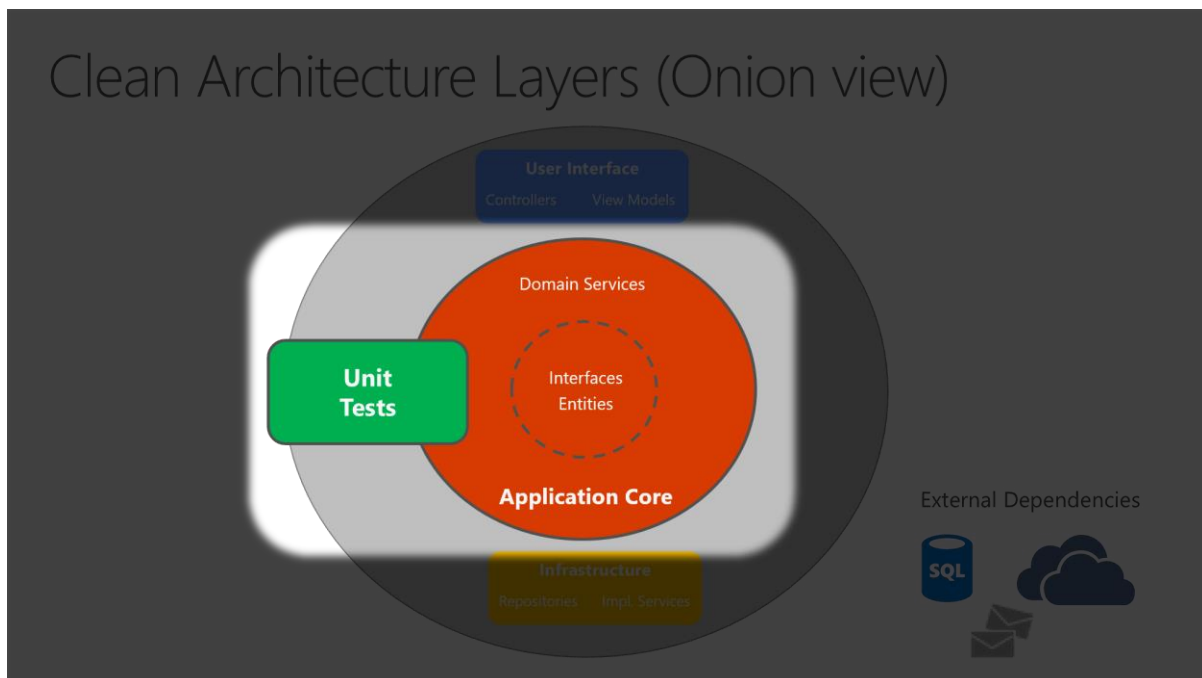 Clean Architecture Layers (Onion view)
User Interface
Controllers View Models
Domain Services
Unit
Tests
Interfaces
Entities
Application Core
External Dependencies
SQL
Infrastructure
Repositories Impl. Services